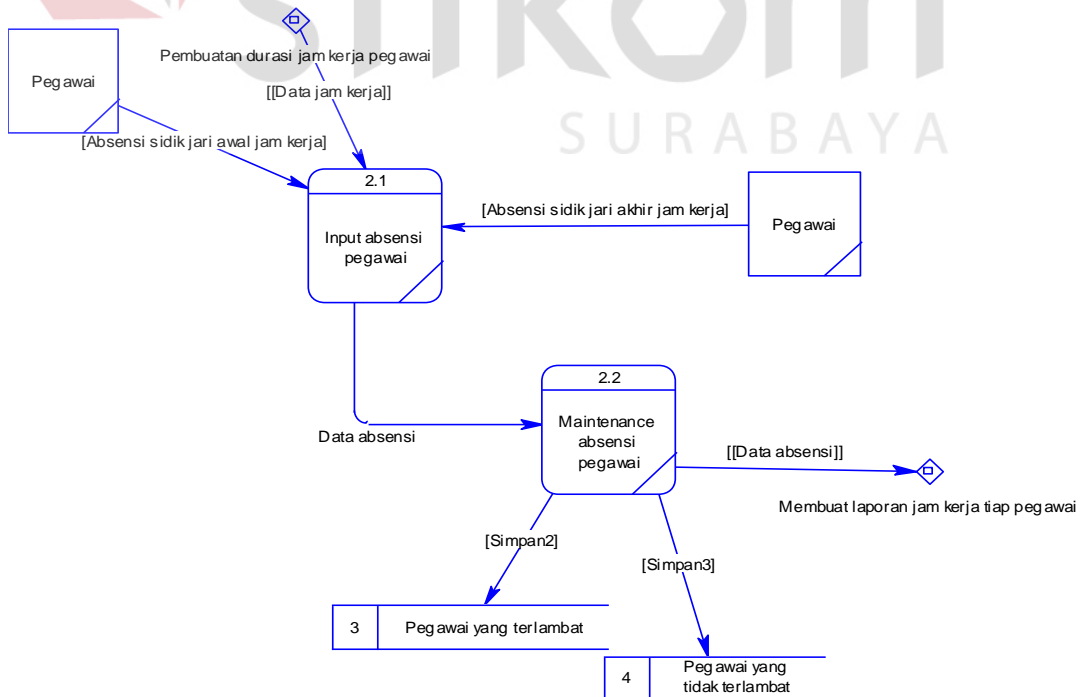 SURABAYA
Pegawai
Pembuatan durasi jam kerja pegawai
[[Data jam kerja]]
[Absensi sidik jari awal jam kerja]
2.1
Input absensi
pegawai
[Absensi sidik jari akhir jam kerja]
Pegawai
2.2
Maintenance
absensi
pegawai
Data absensi
[[Data absensi]]
Membuat laporan jam kerja tiap pegawai
[Simpan2]
[Simpan3]
3
Pegawai yang terlambat
4
Pegawai yang
tidak terlambat